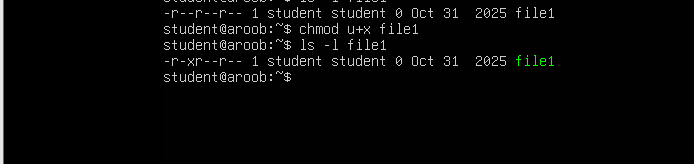 -r--r--r-- 1 student student 0 Oct 31  2025 file1
student@aroob:~$ chmod u+x file1
student@aroob:~$ ls -l file1
-r-xr--r-- 1 student student 0 Oct 31  2025 file1
student@aroob:~$